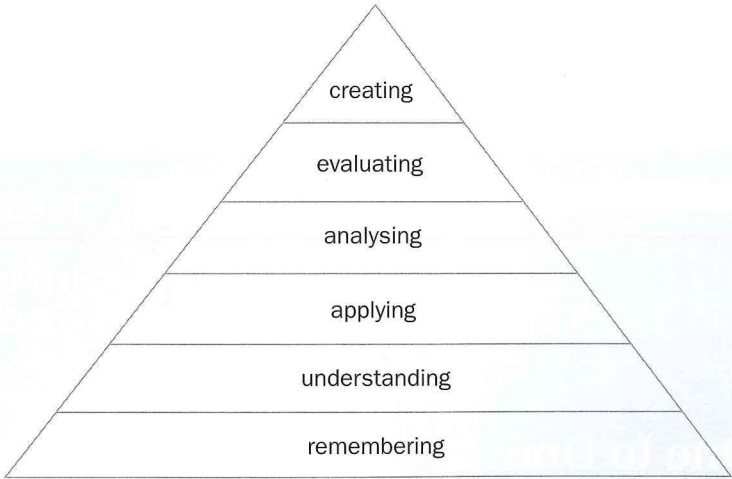 creating
evaluating
analysing
applying
understanding
remembering